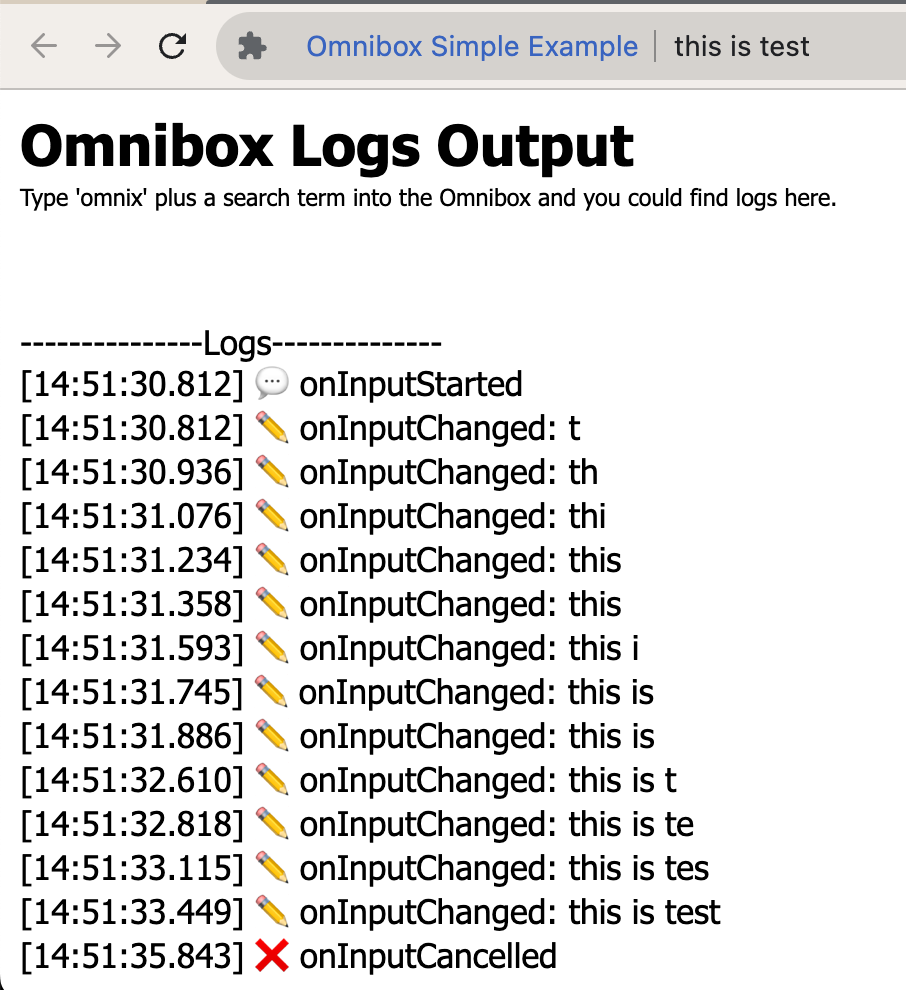 Omnibox Simple Example | this is test
Omnibox Logs Output
Type 'omnix' plus a search term into the Omnibox and you could find logs here.
---------------Logs--------------
[14:51:30.812] 💬 onInputStarted
[14:51:30.812] ✏️ onInputChanged: t
[14:51:30.936] ✏️ onInputChanged: th
[14:51:31.076] ✏️ onInputChanged: thi
[14:51:31.234] ✏️ onInputChanged: this
[14:51:31.358] ✏️ onInputChanged: this
[14:51:31.593] ✏️ onInputChanged: this i
[14:51:31.745] ✏️ onInputChanged: this is
[14:51:31.886] ✏️ onInputChanged: this is
[14:51:32.610] ✏️ onInputChanged: this is t
[14:51:32.818] ✏️ onInputChanged: this is te
[14:51:33.115] ✏️ onInputChanged: this is tes
[14:51:33.449] ✏️ onInputChanged: this is test
[14:51:35.843] ❌ onInputCancelled